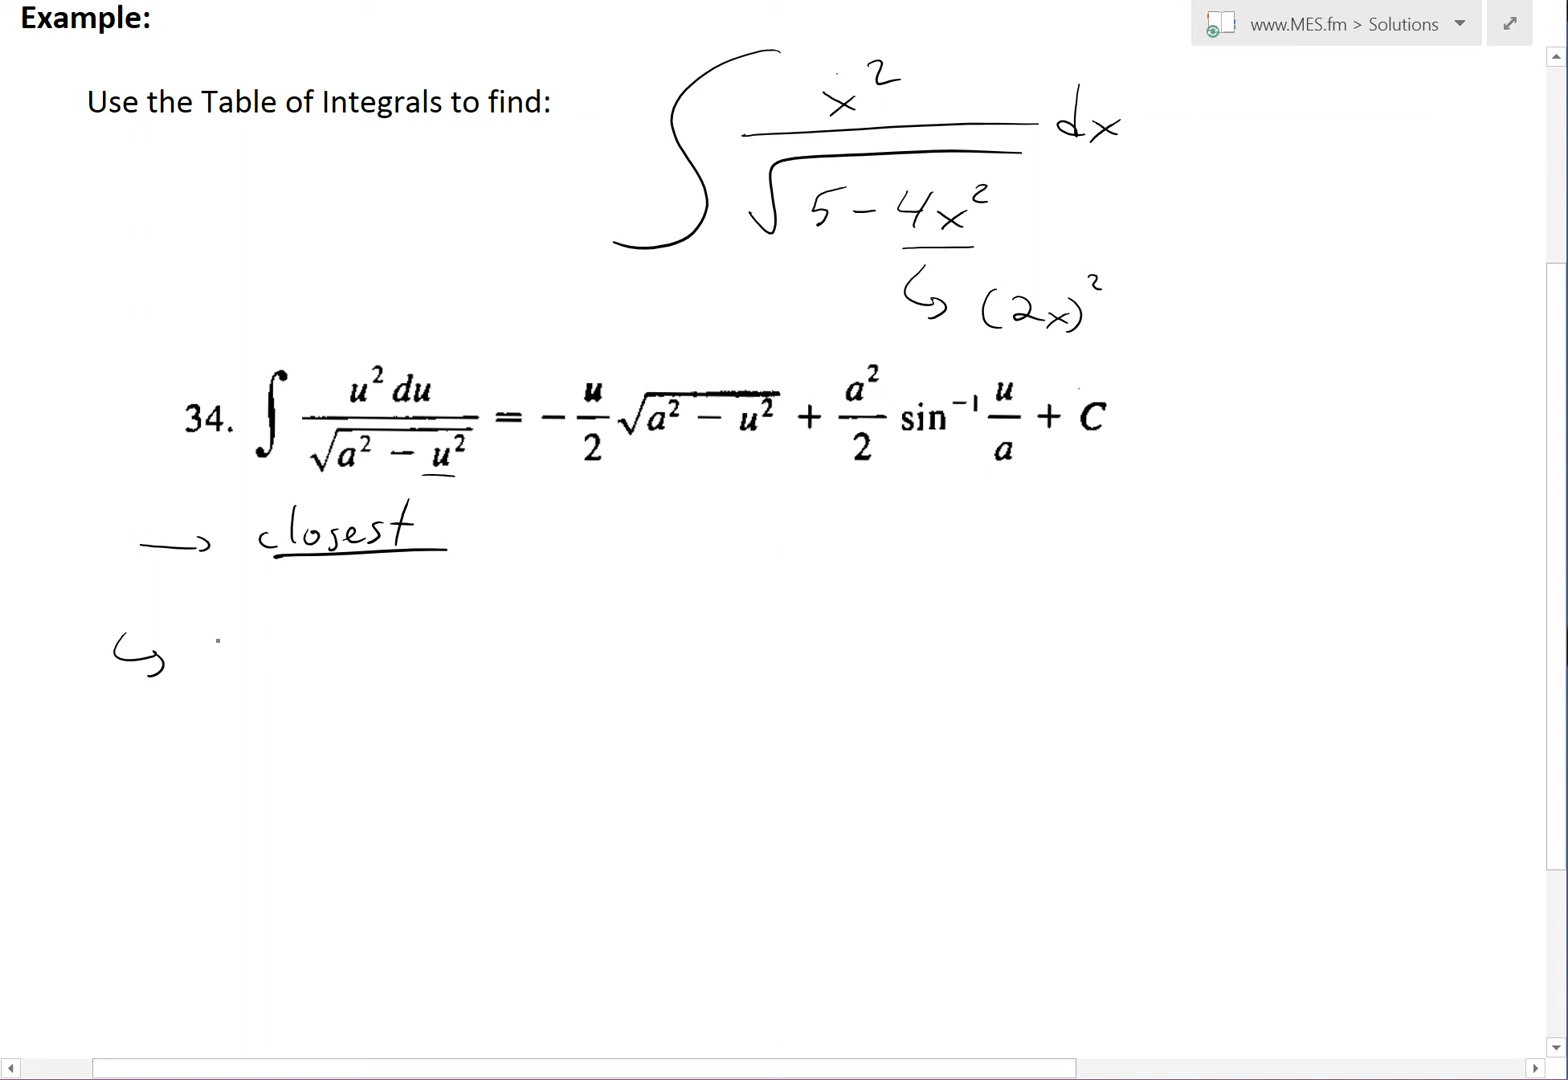 Example:
www.MES.fm > Solutions
Use the Table of Integrals to find: ∫ x² / √(5 - 4x²) dx
↳ (2x)²
34. ∫ u² du / √(a² - u²) = - u/2 √(a² - u²) + a²/2 sin⁻¹ u/a + C
→ closest
↳